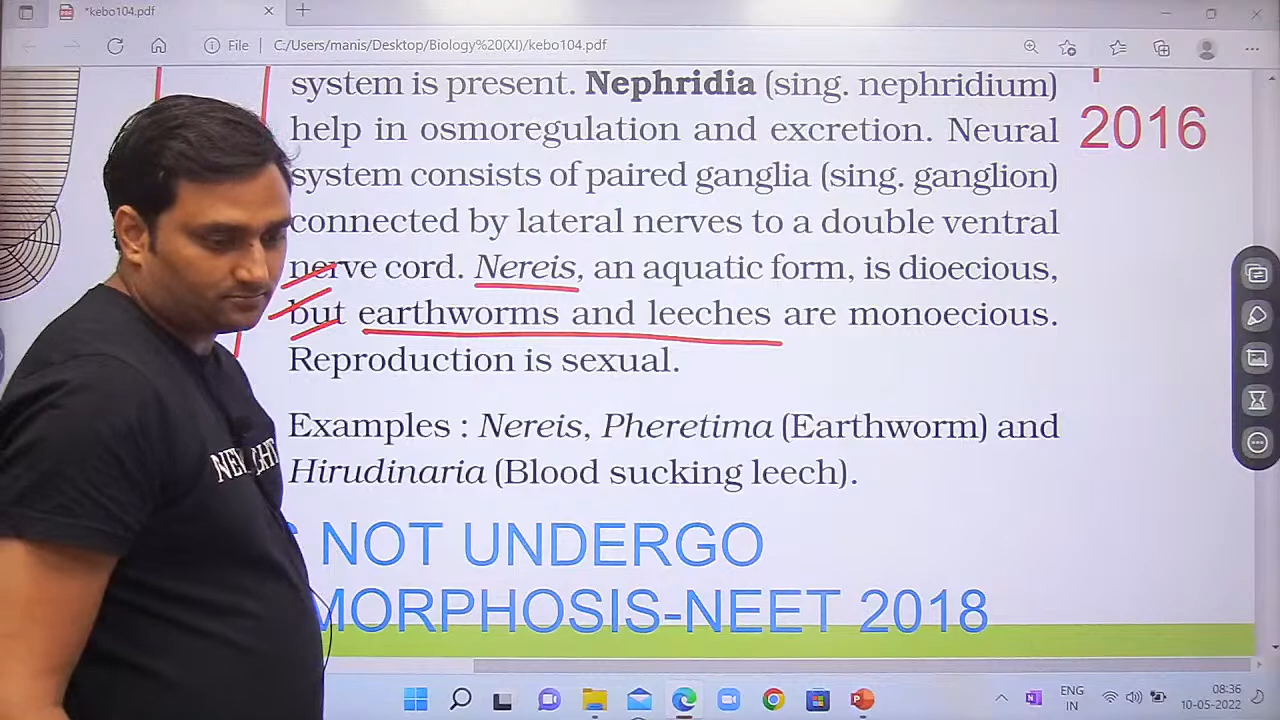 *kebo104.pdf
File | C:/Users/manis/Desktop/Biology%20(XI)/kebo104.pdf
system is present. Nephridia (sing. nephridium)
help in osmoregulation and excretion. Neural
2016
system consists of paired ganglia (sing. ganglion)
connected by lateral nerves to a double ventral
nerve cord. Nereis, an aquatic form, is dioecious,
but earthworms and leeches are monoecious.
Reproduction is sexual.
Examples : Nereis, Pheretima (Earthworm) and
Hirudinaria (Blood sucking leech).
NOT UNDERGO
MORPHOSIS-NEET 2018
ENG
IN
08:36
10-05-2022